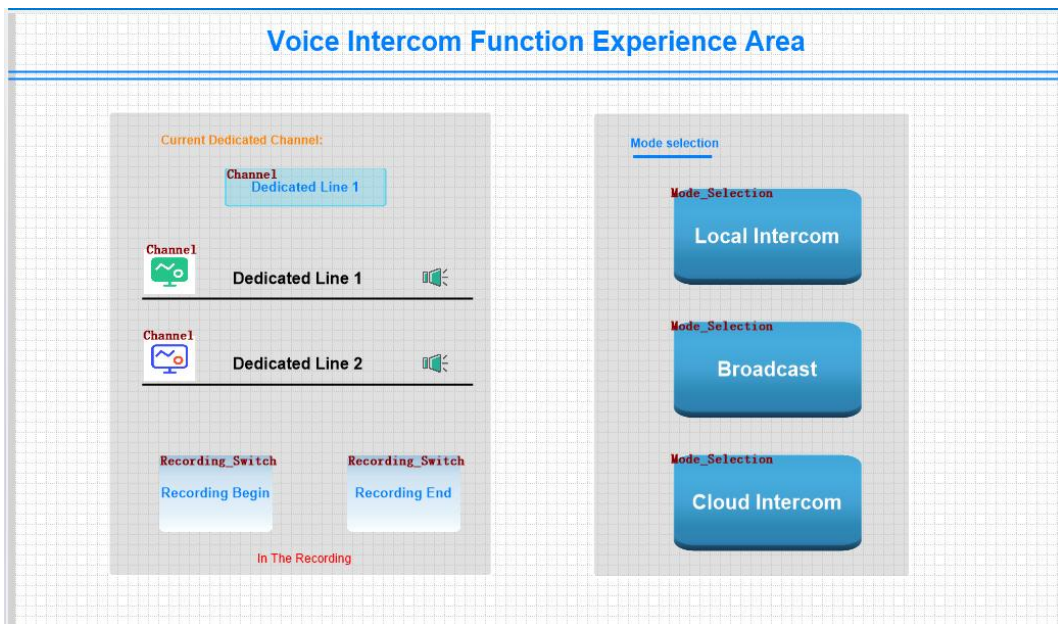 Voice Intercom Function Experience Area
Current Dedicated Channel:
Channel
Dedicated Line 1
Channel
Dedicated Line 1
Channel
Dedicated Line 2
Recording_Switch
Recording Begin
Recording_Switch
Recording End
In The Recording
Mode selection
Mode_Selection
Local Intercom
Mode_Selection
Broadcast
Mode_Selection
Cloud Intercom